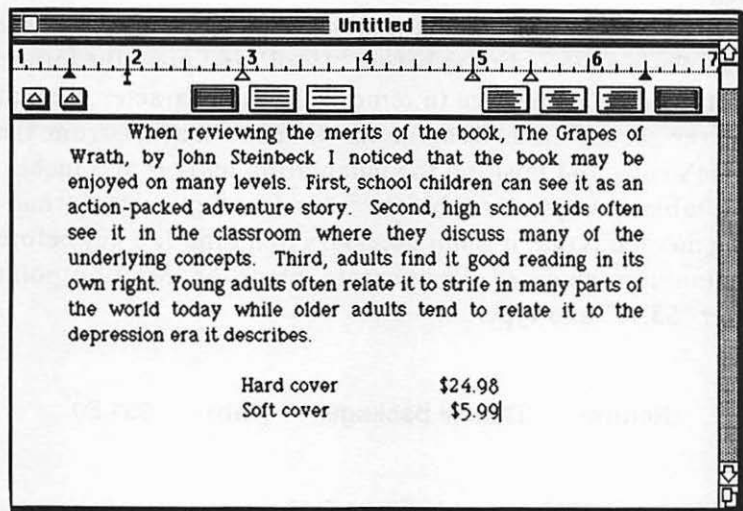 Untitled
1 2 3 4 5 6 7
When reviewing the merits of the book, The Grapes of
Wrath, by John Steinbeck I noticed that the book may be
enjoyed on many levels. First, school children can see it as an
action-packed adventure story. Second, high school kids often
see it in the classroom where they discuss many of the
underlying concepts. Third, adults find it good reading in its
own right. Young adults often relate it to strife in many parts of
the world today while older adults tend to relate it to the
depression era it describes.
Hard cover $24.98
Soft cover $5.99